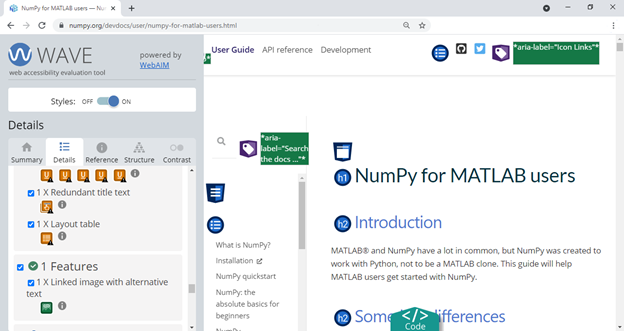 NumPy for MATLAB users — Num
numpy.org/devdocs/user/numpy-for-matlab-users.html
WAVE
web accessibility evaluation tool
powered by
WebAIM
Styles: OFF ON
Details
Summary Details Reference Structure Contrast
1 X Redundant title text
1 X Layout table
1 Features
1 X Linked image with alternative
text
User Guide API reference Development
*aria-label="Icon Links"*
*aria-
label="Search
the docs ..."*
What is NumPy?
Installation
NumPy quickstart
NumPy: the
absolute basics for
beginners
h1 NumPy for MATLAB users
h2 Introduction
MATLAB® and NumPy have a lot in common, but NumPy was created to
work with Python, not to be a MATLAB clone. This guide will help
MATLAB users get started with NumPy.
h2 Some differences
</> Code